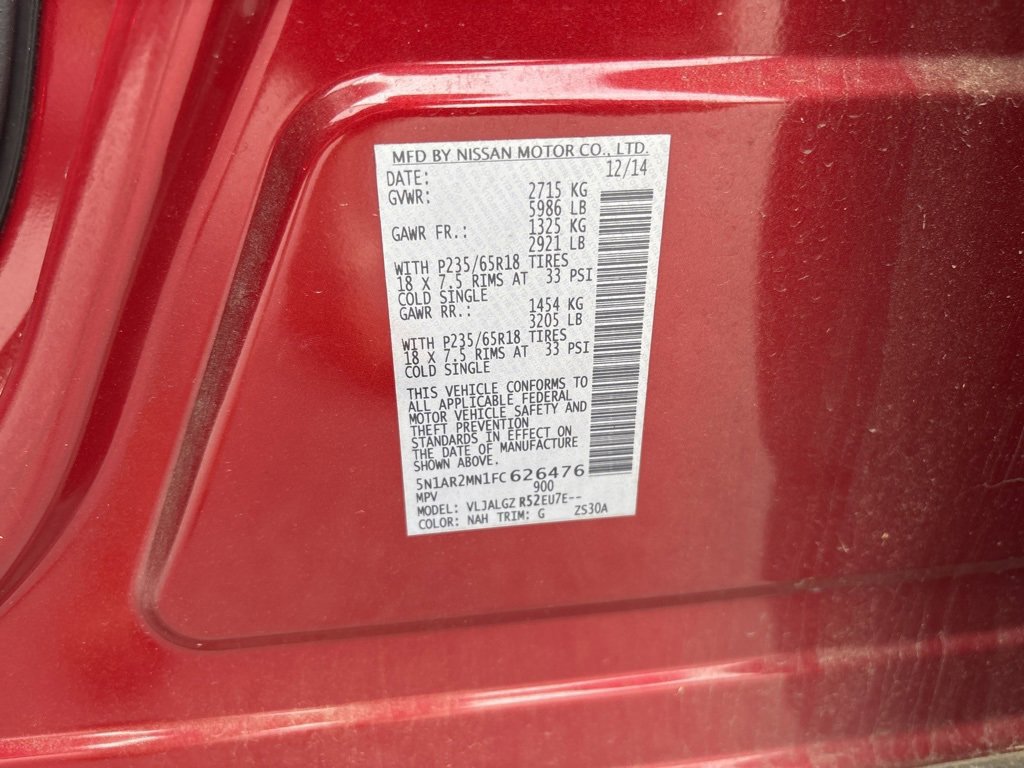 MFD BY NISSAN MOTOR CO., LTD.
DATE: 12/14
GVWR: 2715 KG
5986 LB
GAWR FR.: 1325 KG
2921 LB
WITH P235/65R18 TIRES
18 X 7.5 RIMS AT 33 PSI
COLD SINGLE
GAWR RR.: 1454 KG
3205 LB
WITH P235/65R18 TIRES
18 X 7.5 RIMS AT 33 PSI
COLD SINGLE
THIS VEHICLE CONFORMS TO
ALL APPLICABLE FEDERAL
MOTOR VEHICLE SAFETY AND
THEFT PREVENTION
STANDARDS IN EFFECT ON
THE DATE OF MANUFACTURE
SHOWN ABOVE.
5N1AR2MN1FC 626476
MPV 900
MODEL: VLJALGZ R52EU7E--
COLOR: NAH TRIM: G ZS30A